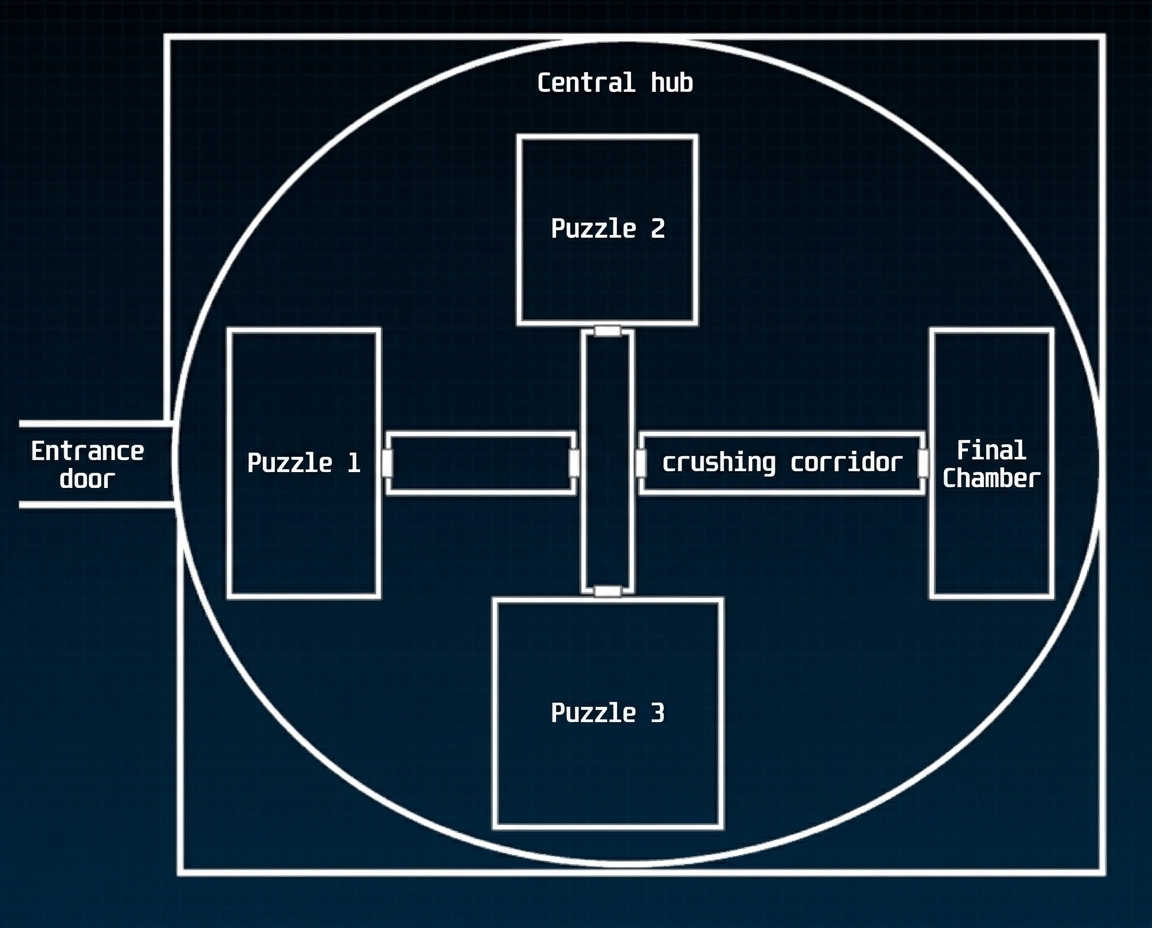 Central hub
Puzzle 2
Entrance
door
Puzzle 1
crushing corridor
Final
Chamber
Puzzle 3